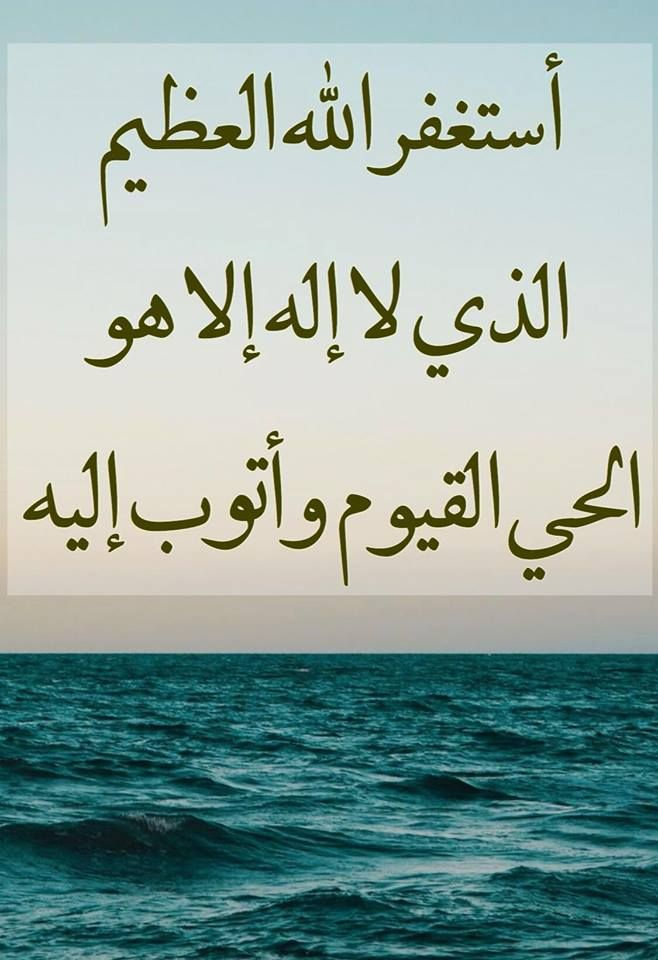 أستغفر الله العظيم
الذي لا إله إلا هو
الحي القيوم وأتوب إليه